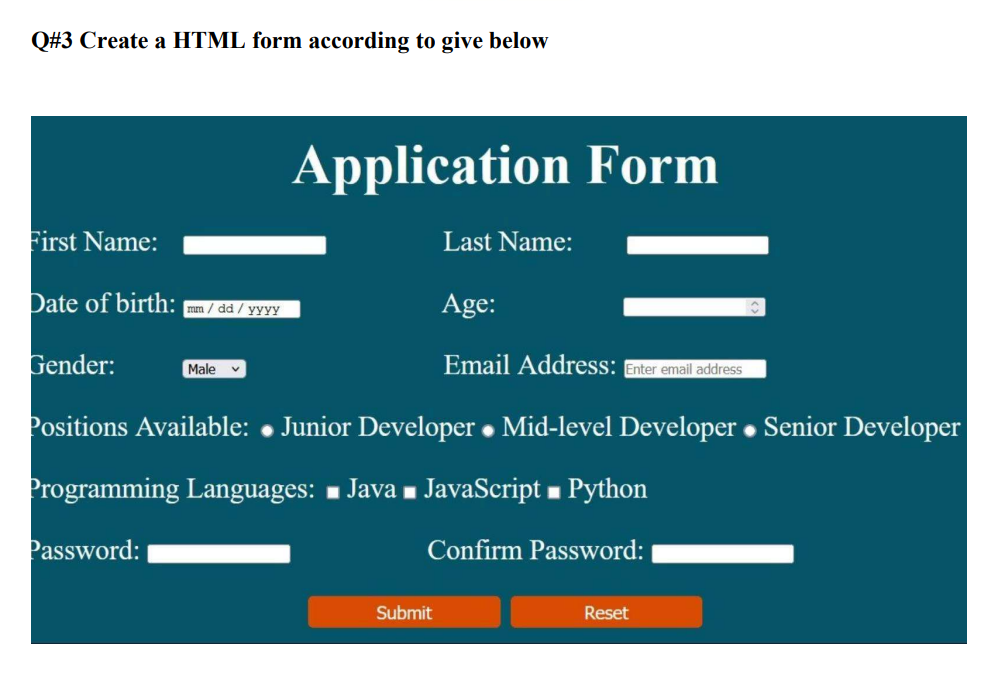 Q#3 Create a HTML form according to give below
Application Form
First Name: Last Name:
Date of birth: mm / dd / yyyy Age:
Gender: Male Email Address: Enter email address
Positions Available: Junior Developer Mid-level Developer Senior Developer
Programming Languages: Java JavaScript Python
Password: Confirm Password:
Submit Reset